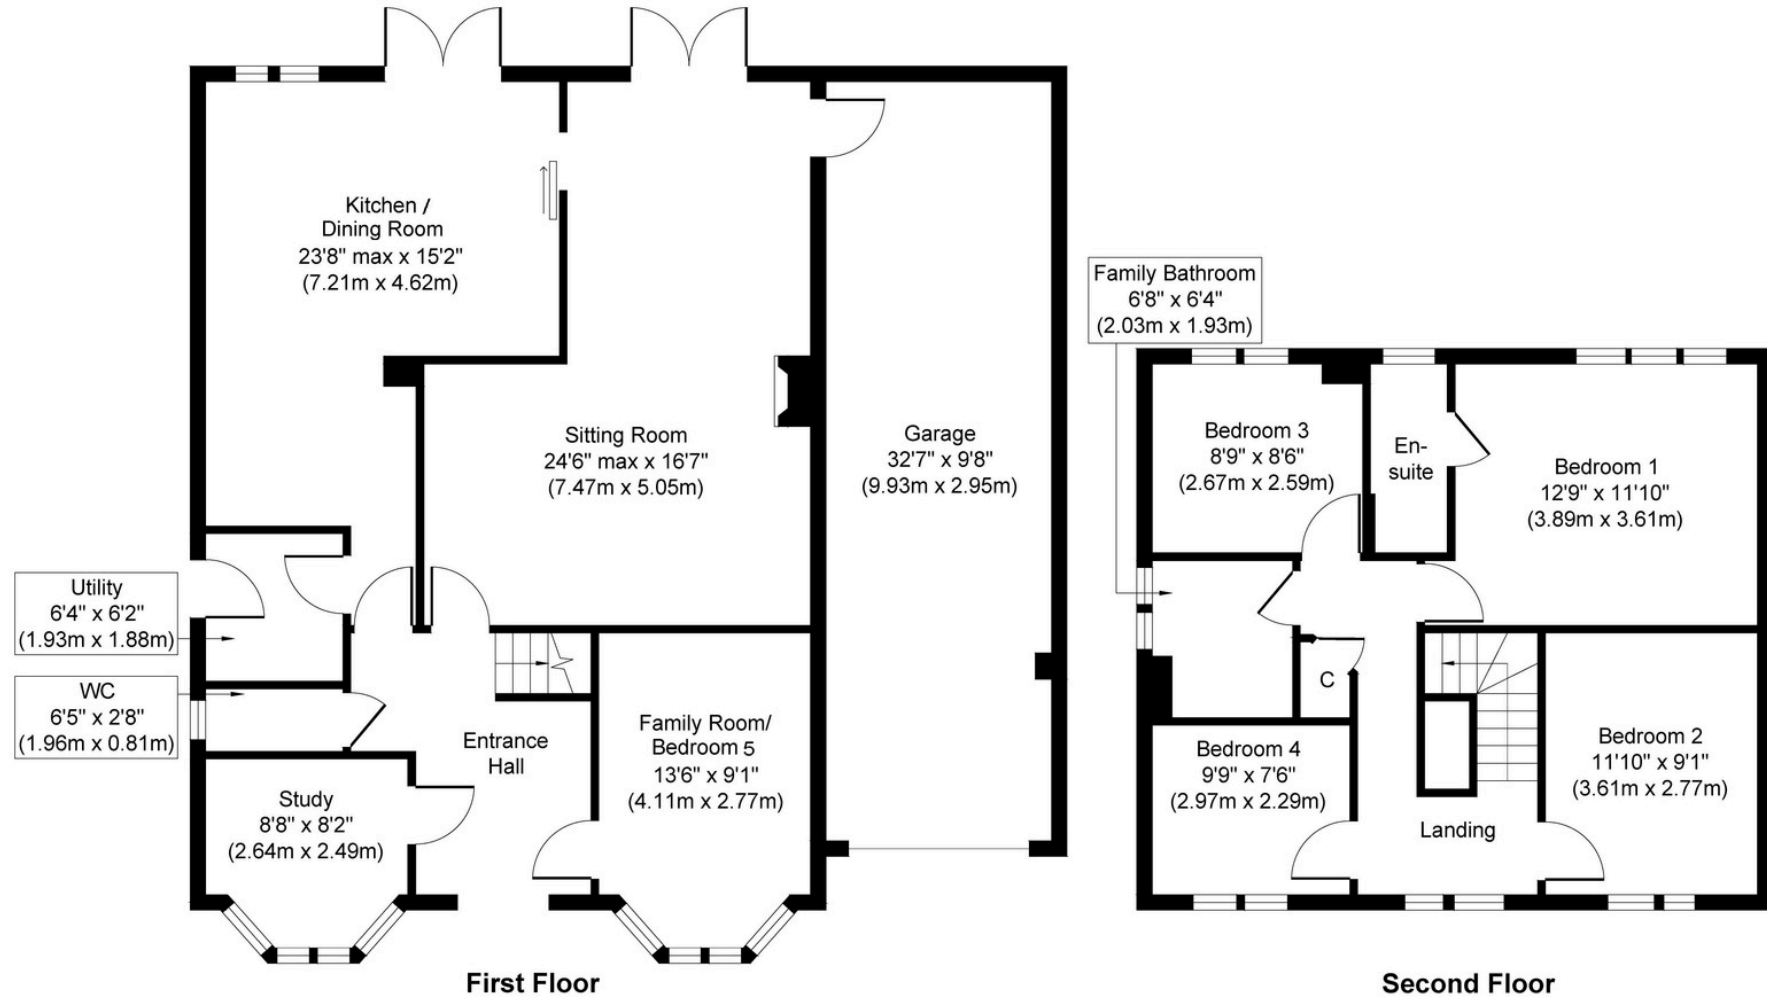 Kitchen /
Dining Room
23'8" max x 15'2"
(7.21m x 4.62m)
Sitting Room
24'6" max x 16'7"
(7.47m x 5.05m)
Garage
32'7" x 9'8"
(9.93m x 2.95m)
Utility
6'4" x 6'2"
(1.93m x 1.88m)
WC
6'5" x 2'8"
(1.96m x 0.81m)
Entrance
Hall
Family Room/
Bedroom 5
13'6" x 9'1"
(4.11m x 2.77m)
Study
8'8" x 8'2"
(2.64m x 2.49m)
First Floor
Family Bathroom
6'8" x 6'4"
(2.03m x 1.93m)
Bedroom 3
8'9" x 8'6"
(2.67m x 2.59m)
En-
suite
Bedroom 1
12'9" x 11'10"
(3.89m x 3.61m)
C
Bedroom 4
9'9" x 7'6"
(2.97m x 2.29m)
Bedroom 2
11'10" x 9'1"
(3.61m x 2.77m)
Landing
Second Floor